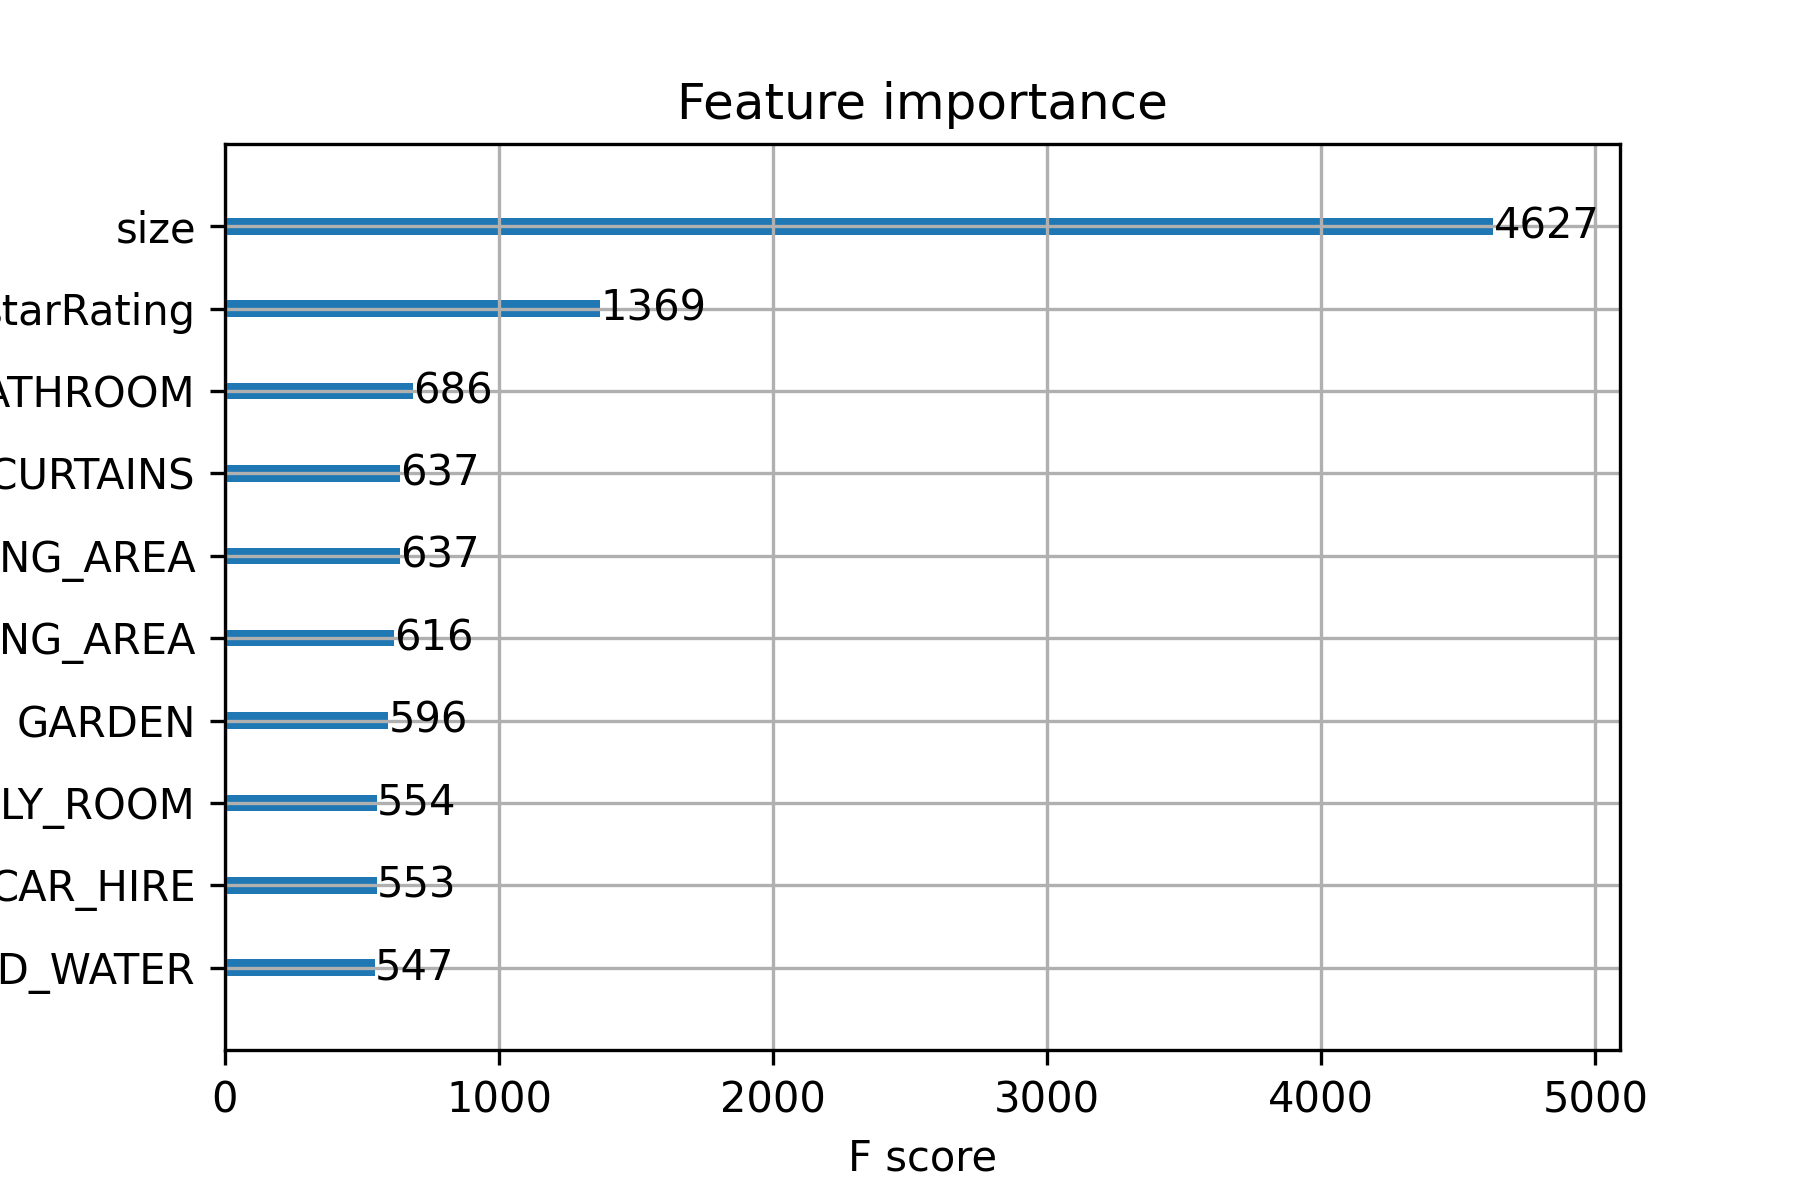 Feature importance
size 4627
starRating 1369
ATHROOM 686
CURTAINS 637
NG_AREA 637
NG_AREA 616
GARDEN 596
LY_ROOM 554
CAR_HIRE 553
D_WATER 547
0 1000 2000 3000 4000 5000
F score